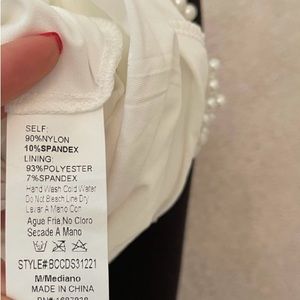 SELF:
90%NYLON
10%SPANDEX
LINING:
93%POLYESTER
7%SPANDEX
Hand Wash Cold Water
Do Not Bleach Line Dry
Lavar A Mano Con
Agua Fria,No Cloro
Secade A Mano
STYLE#:BCCDS31221
M/Mediano
MADE IN CHINA